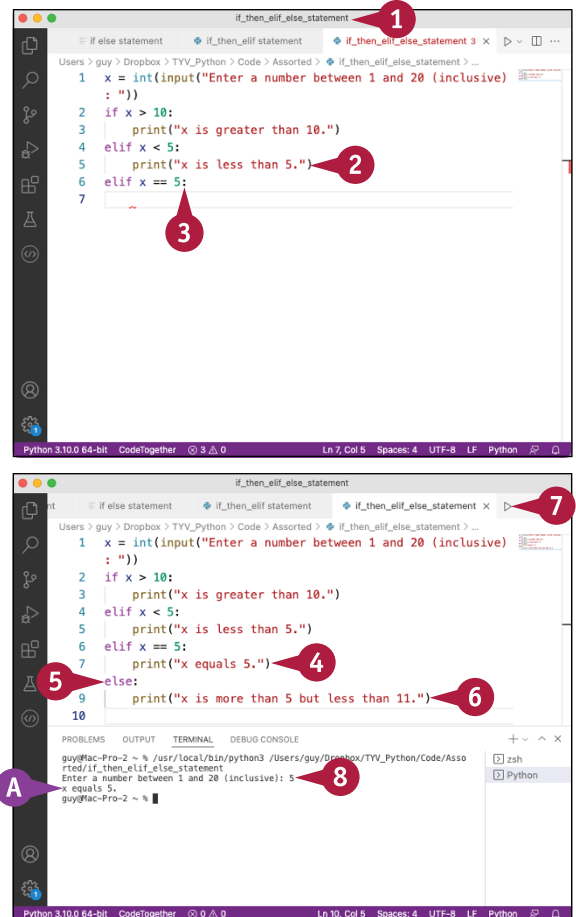 if_then_elif_else_statement
1
if else statement if_then_elif statement if_then_elif_else_statement 3
Users > guy > Dropbox > TYV_Python > Code > Assorted > if_then_elif_else_statement > ...
1 x = int(input("Enter a number between 1 and 20 (inclusive)
: "))
2 if x > 10:
3 print("x is greater than 10.")
4 elif x < 5:
5 print("x is less than 5.")
2
6 elif x == 5:
7
3
1
Python 3.10.0 64-bit CodeTogether 3 0 Ln 7, Col 5 Spaces: 4 UTF-8 LF Python
if_then_elif_else_statement
nt if else statement if_then_elif statement if_then_elif_else_statement
7
Users > guy > Dropbox > TYV_Python > Code > Assorted > if_then_elif_else_statement > ...
1 x = int(input("Enter a number between 1 and 20 (inclusive)
: "))
2 if x > 10:
3 print("x is greater than 10.")
4 elif x < 5:
5 print("x is less than 5.")
6 elif x == 5:
7 print("x equals 5.")
4
5
else:
9 print("x is more than 5 but less than 11.")
6
10
PROBLEMS OUTPUT TERMINAL DEBUG CONSOLE
guy@Mac-Pro-2 ~ % /usr/local/bin/python3 /Users/guy/Dropbox/TYV_Python/Code/Asso
rted/if_then_elif_else_statement
Enter a number between 1 and 20 (inclusive): 5
8
A
x equals 5.
guy@Mac-Pro-2 ~ %
zsh
Python
1
Python 3.10.0 64-bit CodeTogether 0 0 Ln 10, Col 5 Spaces: 4 UTF-8 LF Python